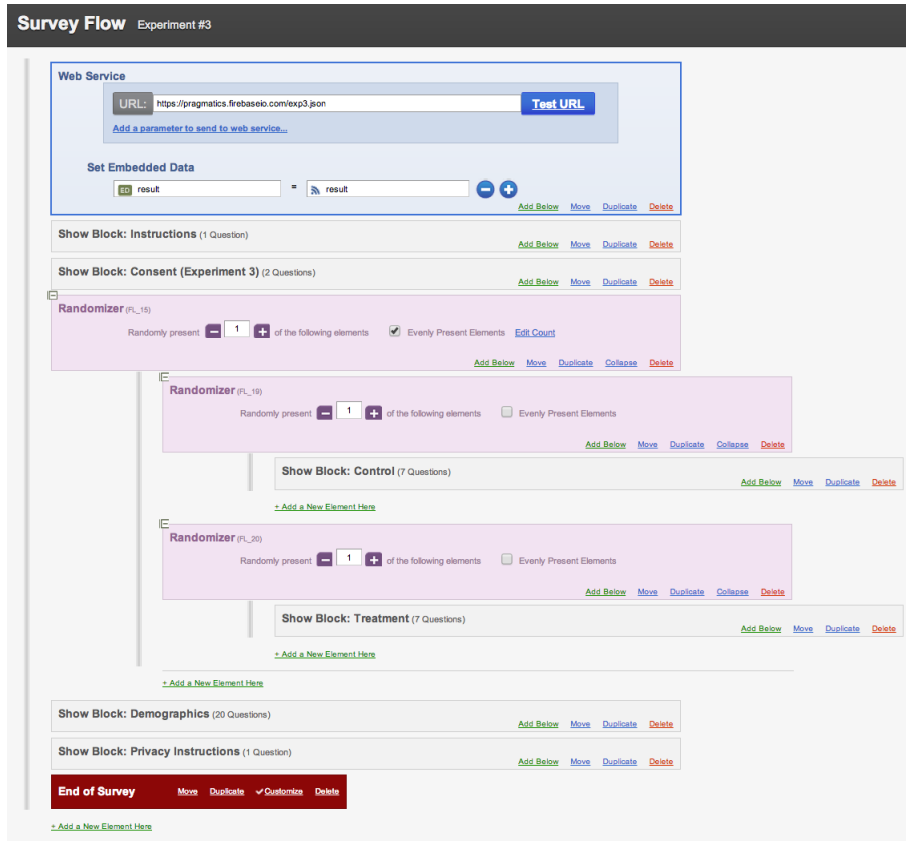 Survey Flow Experiment #3
Web Service
URL: https://pragmatics.firebaseio.com/exp3.json Test URL
Add a parameter to send to web service...
Set Embedded Data
ED result = result
Add Below Move Duplicate Delete
Show Block: Instructions (1 Question)
Add Below Move Duplicate Delete
Show Block: Consent (Experiment 3) (2 Questions)
Add Below Move Duplicate Delete
Randomizer (FL_15)
Randomly present 1 of the following elements Evenly Present Elements Edit Count
Add Below Move Duplicate Collapse Delete
Randomizer (FL_19)
Randomly present 1 of the following elements Evenly Present Elements
Add Below Move Duplicate Collapse Delete
Show Block: Control (7 Questions)
Add Below Move Duplicate Delete
+ Add a New Element Here
Randomizer (FL_20)
Randomly present 1 of the following elements Evenly Present Elements
Add Below Move Duplicate Collapse Delete
Show Block: Treatment (7 Questions)
Add Below Move Duplicate Delete
+ Add a New Element Here
+ Add a New Element Here
Show Block: Demographics (20 Questions)
Add Below Move Duplicate Delete
Show Block: Privacy Instructions (1 Question)
Add Below Move Duplicate Delete
End of Survey Move Duplicate Customize Delete
+ Add a New Element Here